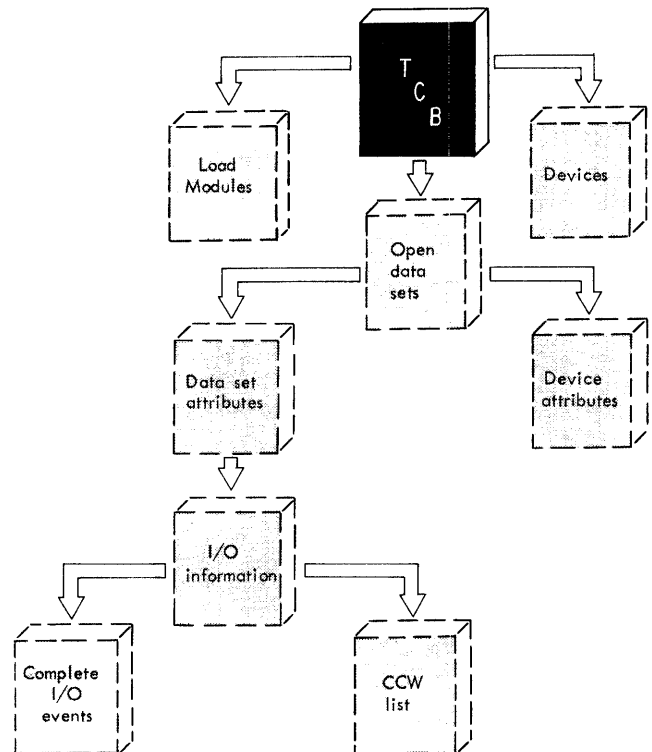 T
C
B
Load
Modules
Devices
Open
data
sets
Data set
attributes
Device
attributes
I/O
information
Complete
I/O
events
CCW
list